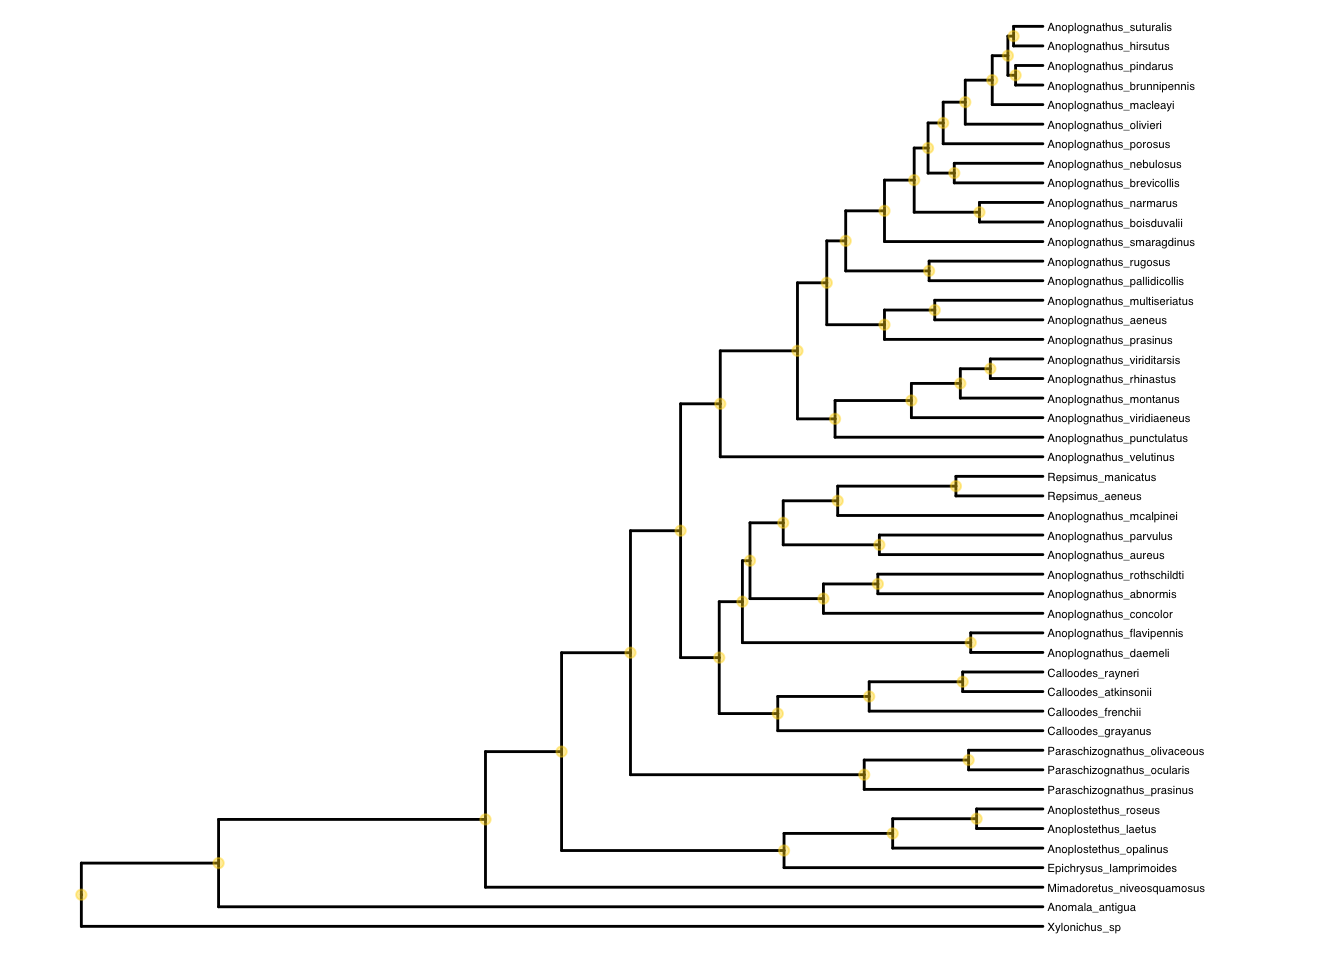 Anoplognathus_suturalis
Anoplognathus_hirsutus
Anoplognathus_pindarus
Anoplognathus_brunnipennis
Anoplognathus_macleayi
Anoplognathus_olivieri
Anoplognathus_porosus
Anoplognathus_nebulosus
Anoplognathus_brevicollis
Anoplognathus_narmarus
Anoplognathus_boisduvalii
Anoplognathus_smaragdinus
Anoplognathus_rugosus
Anoplognathus_pallidicollis
Anoplognathus_multiseriatus
Anoplognathus_aeneus
Anoplognathus_prasinus
Anoplognathus_viriditarsis
Anoplognathus_rhinastus
Anoplognathus_montanus
Anoplognathus_viridiaeneus
Anoplognathus_punctulatus
Anoplognathus_velutinus
Repsimus_manicatus
Repsimus_aeneus
Anoplognathus_mcalpinei
Anoplognathus_parvulus
Anoplognathus_aureus
Anoplognathus_rothschildti
Anoplognathus_abnormis
Anoplognathus_concolor
Anoplognathus_flavipennis
Anoplognathus_daemeli
Calloodes_rayneri
Calloodes_atkinsonii
Calloodes_frenchii
Calloodes_grayanus
Paraschizognathus_olivaceous
Paraschizognathus_ocularis
Paraschizognathus_prasinus
Anoplostethus_roseus
Anoplostethus_laetus
Anoplostethus_opalinus
Epichrysus_lamprimoides
Mimadoretus_niveosquamosus
Anomala_antigua
Xylonichus_sp